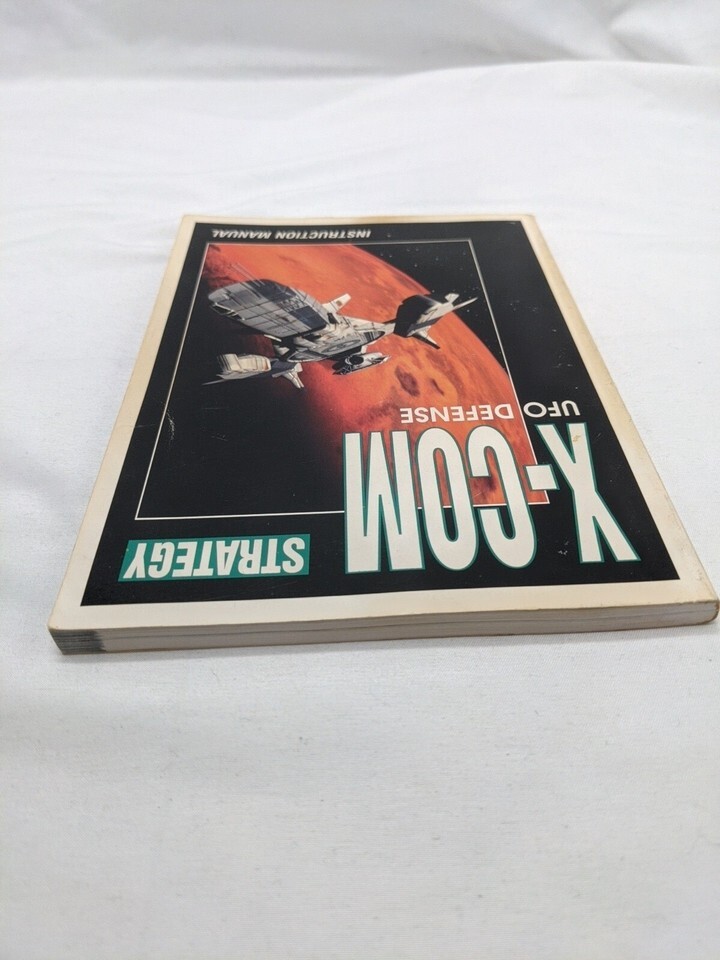 X-COM
UFO DEFENSE
STRATEGY
INSTRUCTION MANUAL